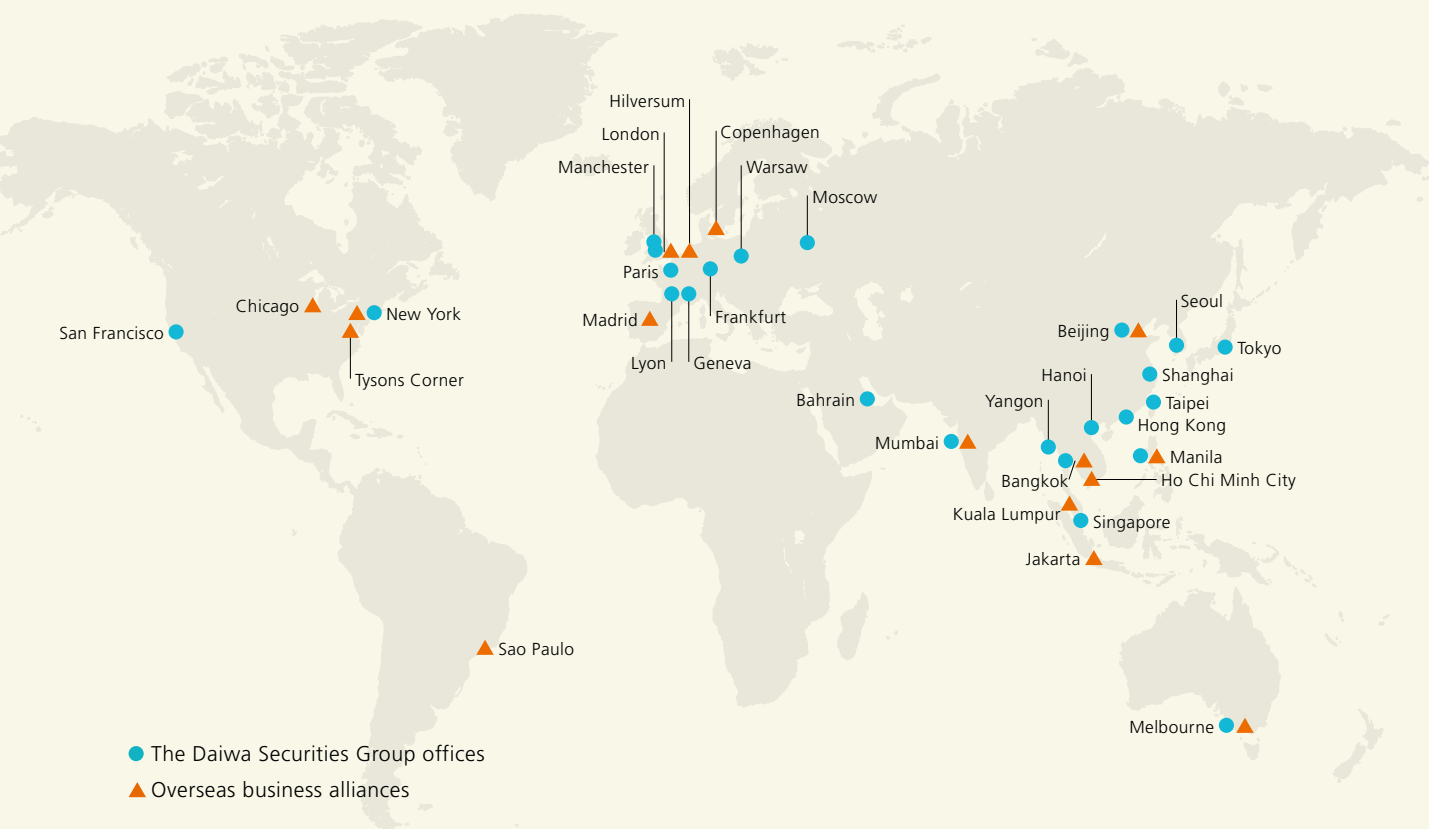 Hilversum
London
Copenhagen
Manchester
Warsaw
Moscow
Paris
Chicago
New York
Madrid
Frankfurt
San Francisco
Lyon
Geneva
Tysons Corner
Seoul
Beijing
Tokyo
Hanoi
Shanghai
Bahrain
Yangon
Taipei
Hong Kong
Mumbai
Manila
Bangkok
Ho Chi Minh City
Kuala Lumpur
Singapore
Jakarta
Sao Paulo
Melbourne
The Daiwa Securities Group offices
Overseas business alliances